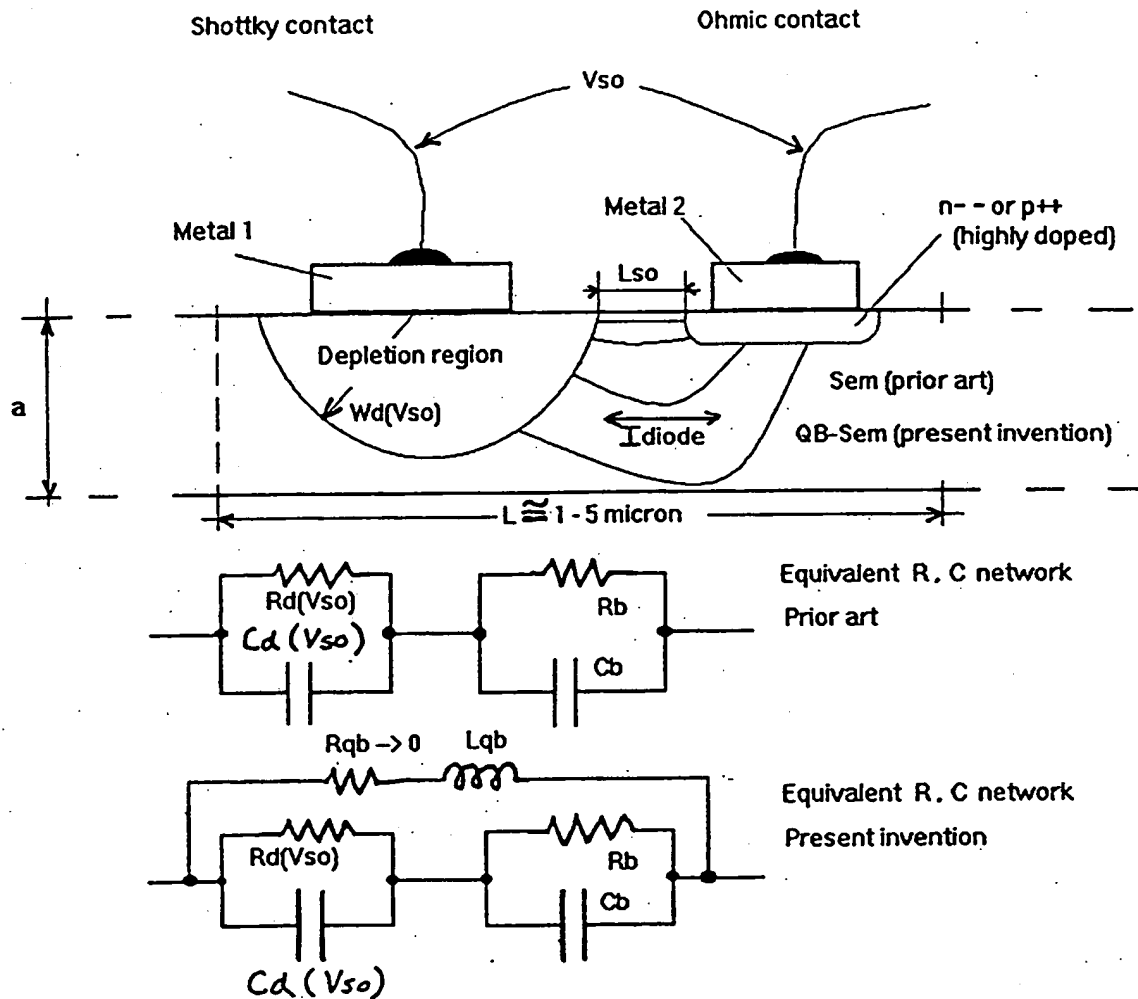 Shottky contact
Ohmic contact
Vso
Metal 1
Metal 2
n-- or p++
(highly doped)
Lso
Depletion region
a
Wd(Vso)
Idiode
Sem (prior art)
QB-Sem (present invention)
L ≅ 1 - 5 micron
Rd(Vso)
Cd (Vso)
Rb
Cb
Equivalent R, C network
Prior art
Rqb -> 0
Lqb
Rd(Vso)
Cd (Vso)
Rb
Cb
Equivalent R, C network
Present invention